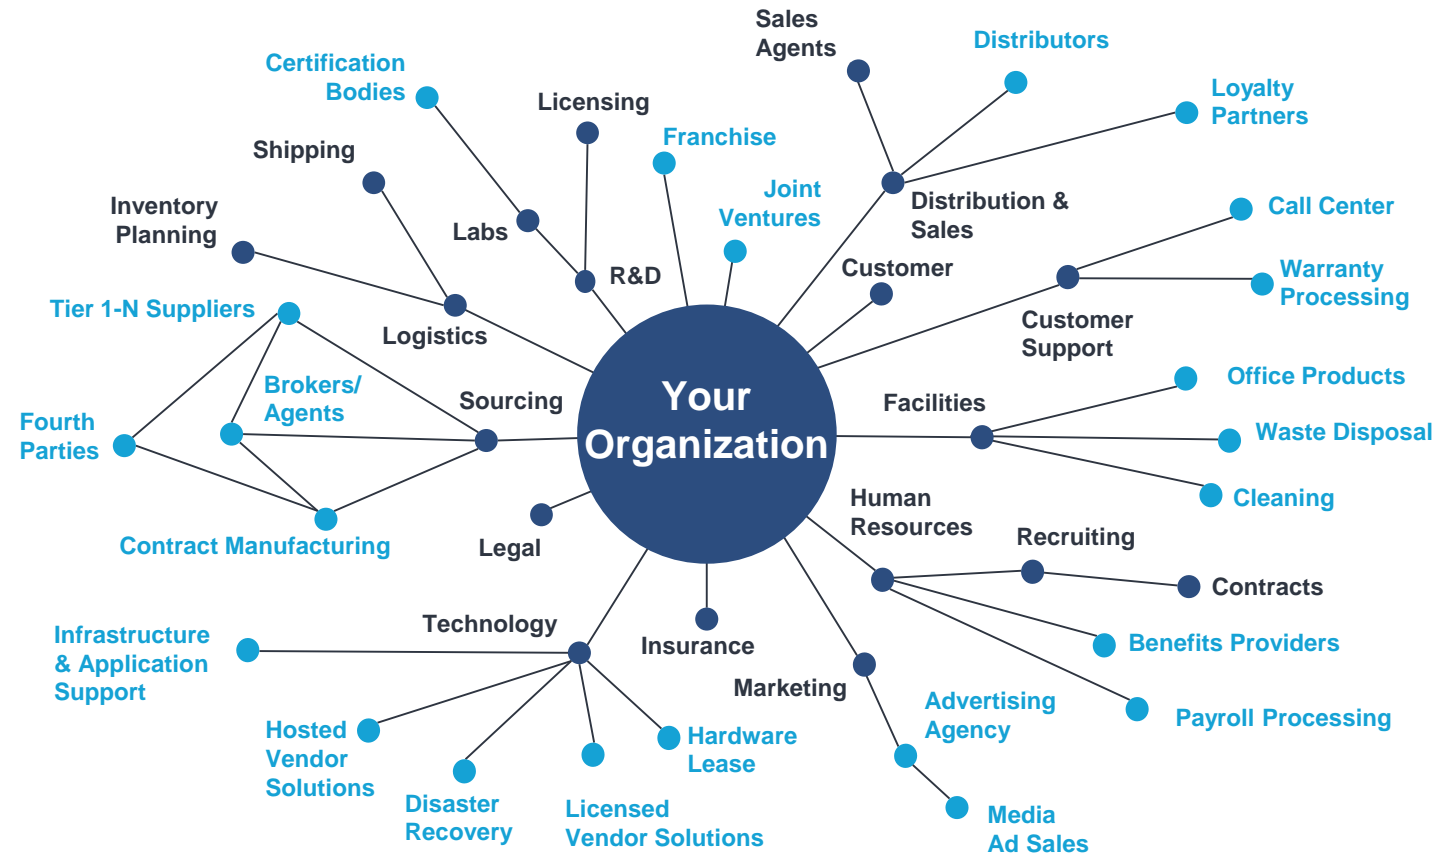 Sales
Agents
Distributors
Certification
Bodies
Loyalty
Partners
Licensing
Franchise
Shipping
Joint
Ventures
Inventory
Planning
Labs
Distribution &
Sales
Call Center
R&D
Customer
Warranty
Processing
Tier 1-N Suppliers
Logistics
Customer
Support
Brokers/
Agents
Sourcing
Your
Organization
Facilities
Office Products
Fourth
Parties
Waste Disposal
Cleaning
Human
Resources
Contract Manufacturing
Legal
Recruiting
Contracts
Technology
Insurance
Infrastructure
& Application
Support
Benefits Providers
Marketing
Advertising
Agency
Payroll Processing
Hosted
Vendor
Solutions
Hardware
Lease
Disaster
Recovery
Licensed
Vendor Solutions
Media
Ad Sales